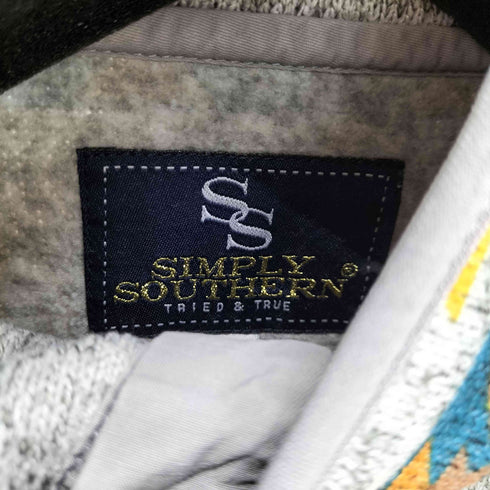 SS
SIMPLY
SOUTHERN®
TRIED & TRUE